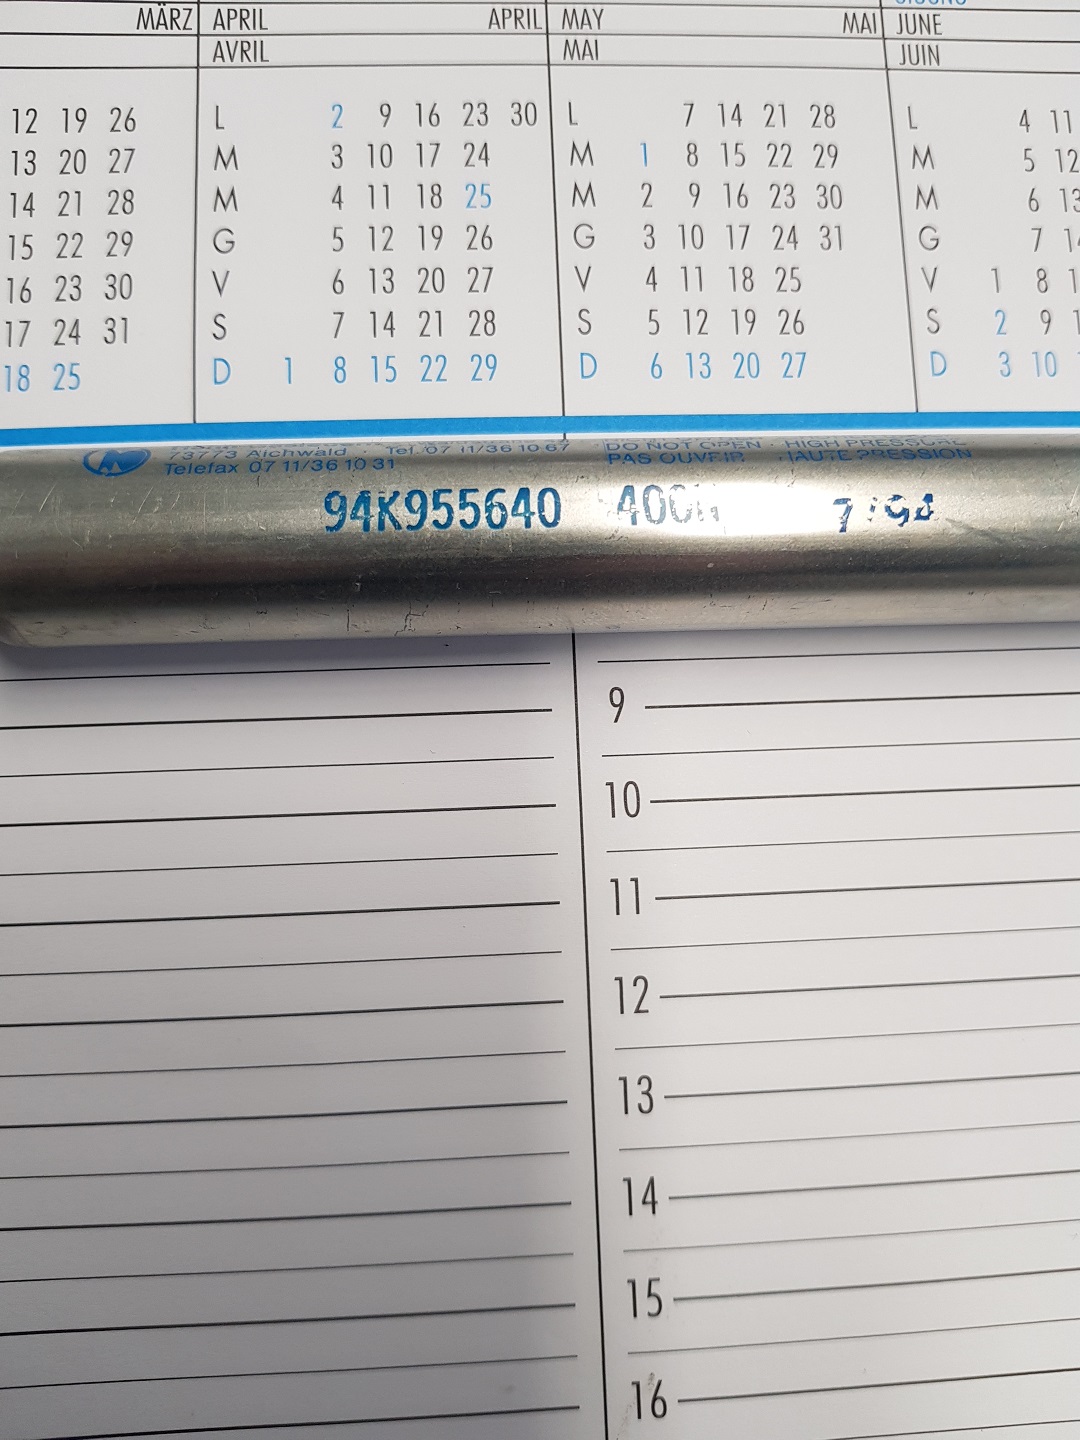 MÄRZ APRIL APRIL MAY MAI JUNE
AVRIL MAI JUIN
12 19 26 L 2 9 16 23 30 L 7 14 21 28 L 4 11
13 20 27 M 3 10 17 24 M 1 8 15 22 29 M 5 12
14 21 28 M 4 11 18 25 M 2 9 16 23 30 M 6 13
15 22 29 G 5 12 19 26 G 3 10 17 24 31 G 7
16 23 30 V 6 13 20 27 V 4 11 18 25 V 1 8
17 24 31 S 7 14 21 28 S 5 12 19 26 S 2 9
18 25 D 1 8 15 22 29 D 6 13 20 27 D 3 10
73773 Aichwald · Tel. 07 11/36 10 67 DO NOT OPEN · HIGH PRESSURE
Telefax 07 11/36 10 31 PAS OUVRIR · HAUTE PRESSION
94K955640 400N 7/94
9
10
11
12
13
14
15
16